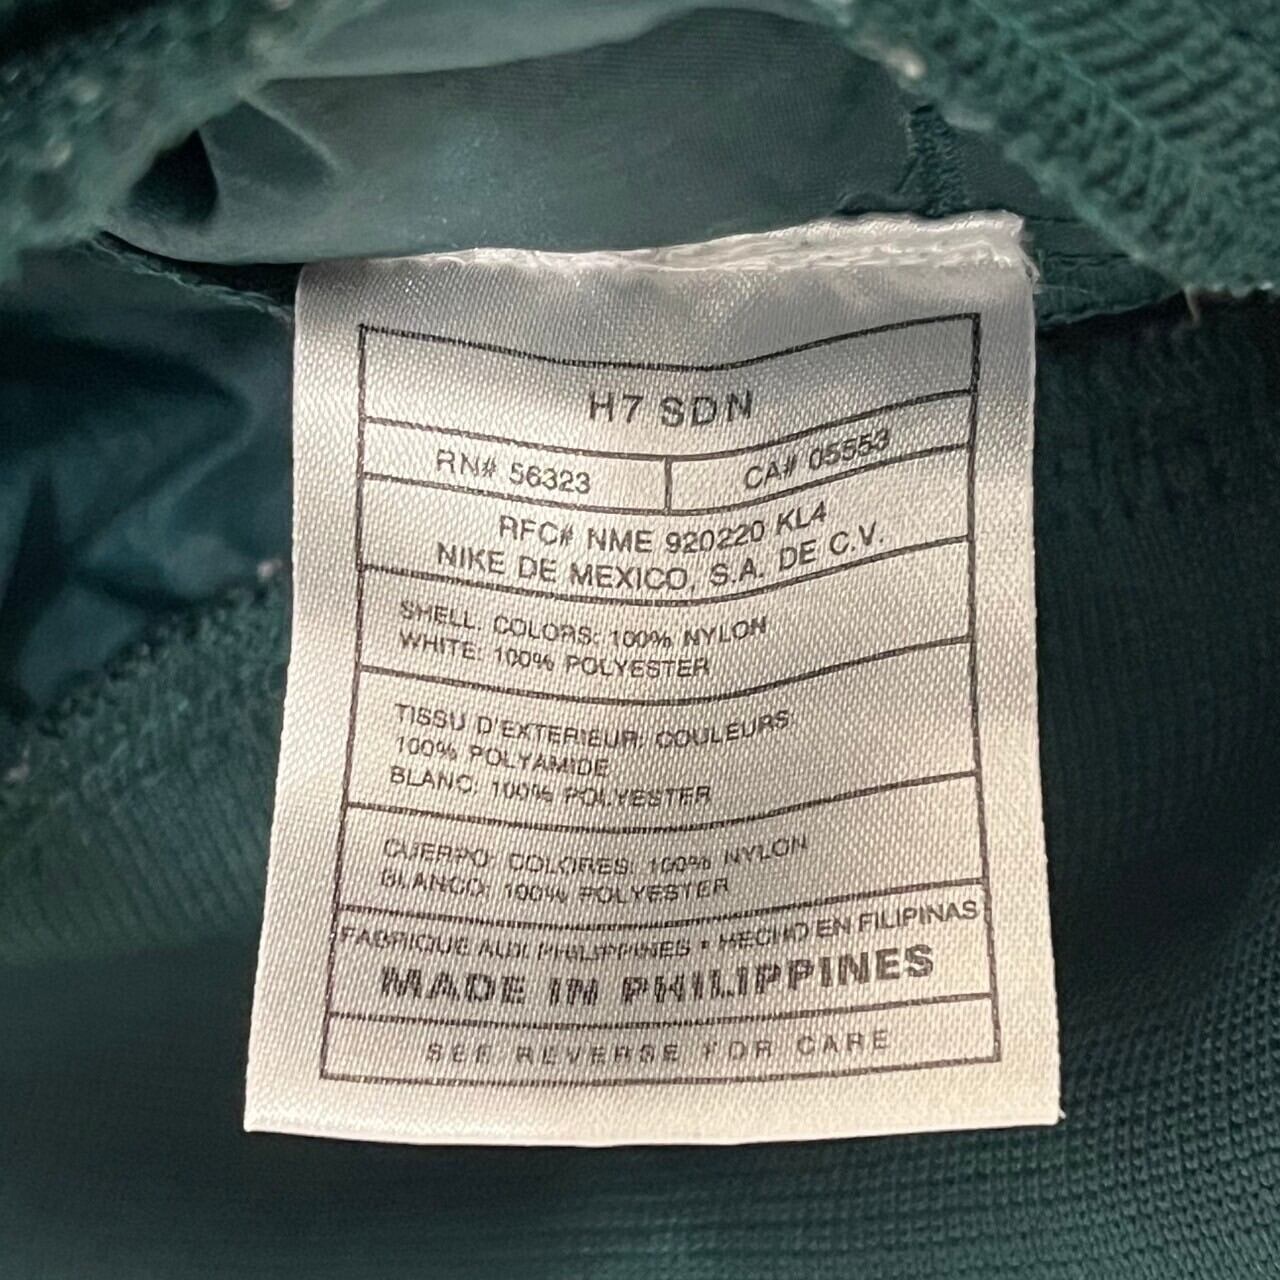 H7 SDN
RN# 56323
CA# 05553
RFC# NME 920220 KL4
NIKE DE MEXICO, S.A. DE C.V.
SHELL: COLORS: 100% NYLON
WHITE: 100% POLYESTER
TISSU D'EXTERIEUR: COULEURS
100% POLYAMIDE
BLANC: 100% POLYESTER
CUERPO: COLORES: 100% NYLON
BLANCO: 100% POLYESTER
FABRIQUE AUX PHILIPPINES • HECHO EN FILIPINAS
MADE IN PHILIPPINES
SEE REVERSE FOR CARE